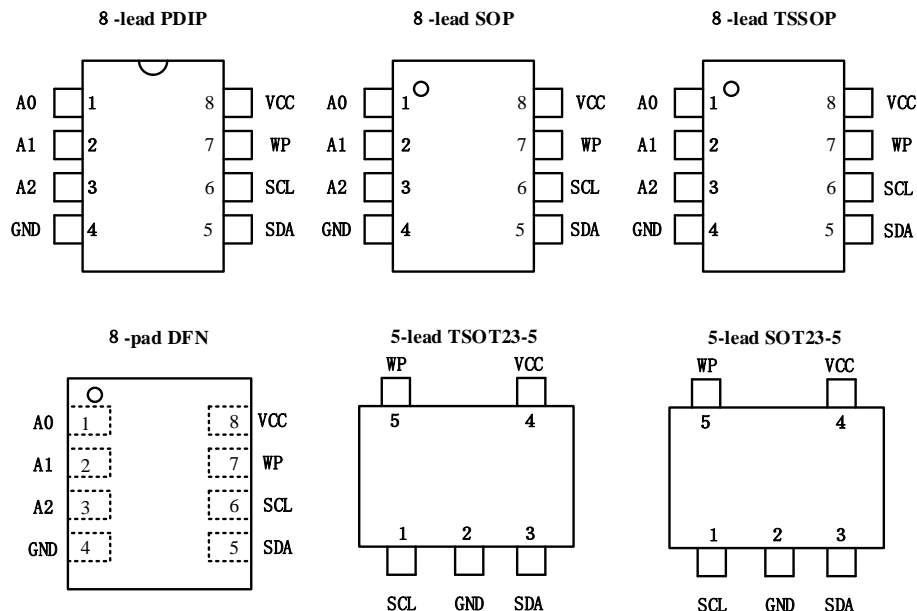 8 -lead PDIP
8 -lead SOP
8 -lead TSSOP
A0 1 8 VCC
A1 2 7 WP
A2 3 6 SCL
GND 4 5 SDA
A0 1 8 VCC
A1 2 7 WP
A2 3 6 SCL
GND 4 5 SDA
A0 1 8 VCC
A1 2 7 WP
A2 3 6 SCL
GND 4 5 SDA
8 -pad DFN
A0 1 8 VCC
A1 2 7 WP
A2 3 6 SCL
GND 4 5 SDA
5-lead TSOT23-5
WP VCC
5 4
1 2 3
SCL GND SDA
5-lead SOT23-5
WP VCC
5 4
1 2 3
SCL GND SDA